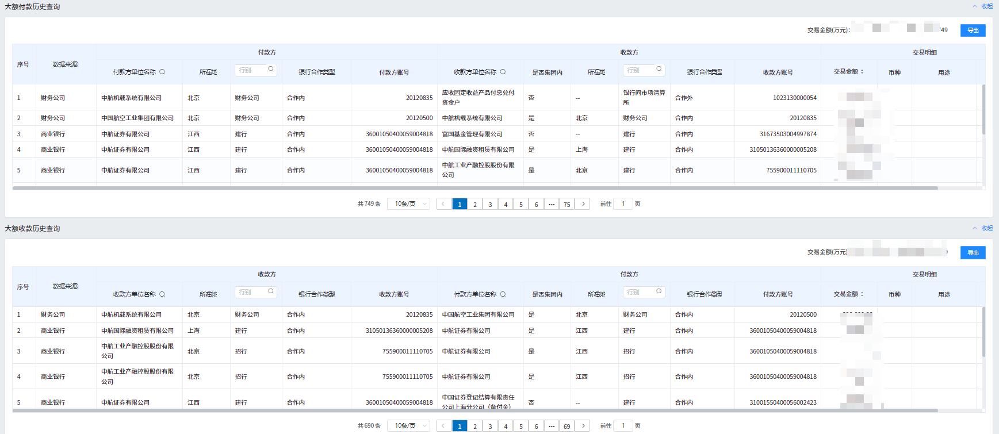 大额付款历史查询
收起
交易金额(万元):
749
导出
序号 数据来源 付款方 收款方 交易明细
付款方单位名称 所在地 行别 银行合作类型 付款方账号 收款方单位名称 是否集团内 所在地 行别 银行合作类型 收款方账号 交易金额 币种 用途
1 财务公司 中航机载系统有限公司 北京 财务公司 合作内 20120835 应收固定收益产品付息兑付 否 -- 银行间市场清算 合作外 1023130000054
资金户 所
2 财务公司 中国航空工业集团有限公司 北京 财务公司 合作内 20120500 中航机载系统有限公司 是 北京 财务公司 合作内 20120835
3 商业银行 中航证券有限公司 江西 建行 合作内 36001050400059004818 富国基金管理有限公司 否 -- 建行 合作内 31673503004997874
4 商业银行 中航证券有限公司 江西 建行 合作内 36001050400059004818 中航国际融资租赁有限公司 是 上海 建行 合作内 31050136360000005208
5 商业银行 中航证券有限公司 江西 建行 合作内 36001050400059004818 中航工业产融控股股份有限 是 北京 建行 合作内 755900011110705
公司
共 749 条 10条/页 1 2 3 4 5 6 ··· 75 前往 1 页
大额收款历史查询
收起
交易金额(万元)
导出
序号 数据来源 收款方 付款方 交易明细
收款方单位名称 所在地 行别 银行合作类型 收款方账号 付款方单位名称 是否集团内 所在地 行别 银行合作类型 付款方账号 交易金额 币种 用途
1 财务公司 中航机载系统有限公司 北京 财务公司 合作内 20120835 中国航空工业集团有限公司 是 北京 财务公司 合作内 20120500
2 商业银行 中航国际融资租赁有限公司 上海 建行 合作内 31050136360000005208 中航证券有限公司 是 江西 建行 合作内 36001050400059004818
3 商业银行 中航工业产融控股股份有限 北京 招行 合作内 755900011110705 中航证券有限公司 是 江西 招行 合作内 36001050400059004818
公司
4 商业银行 中航工业产融控股股份有限 北京 招行 合作内 755900011110705 中航证券有限公司 是 江西 招行 合作内 36001050400059004818
公司
5 商业银行 中航证券有限公司 江西 建行 合作内 36001050400059004818 中国证券登记结算有限责任 否 -- 建行 合作内 31001550400056002423
公司上海分公司（备付金）
共 690 条 10条/页 1 2 3 4 5 6 ··· 69 前往 1 页